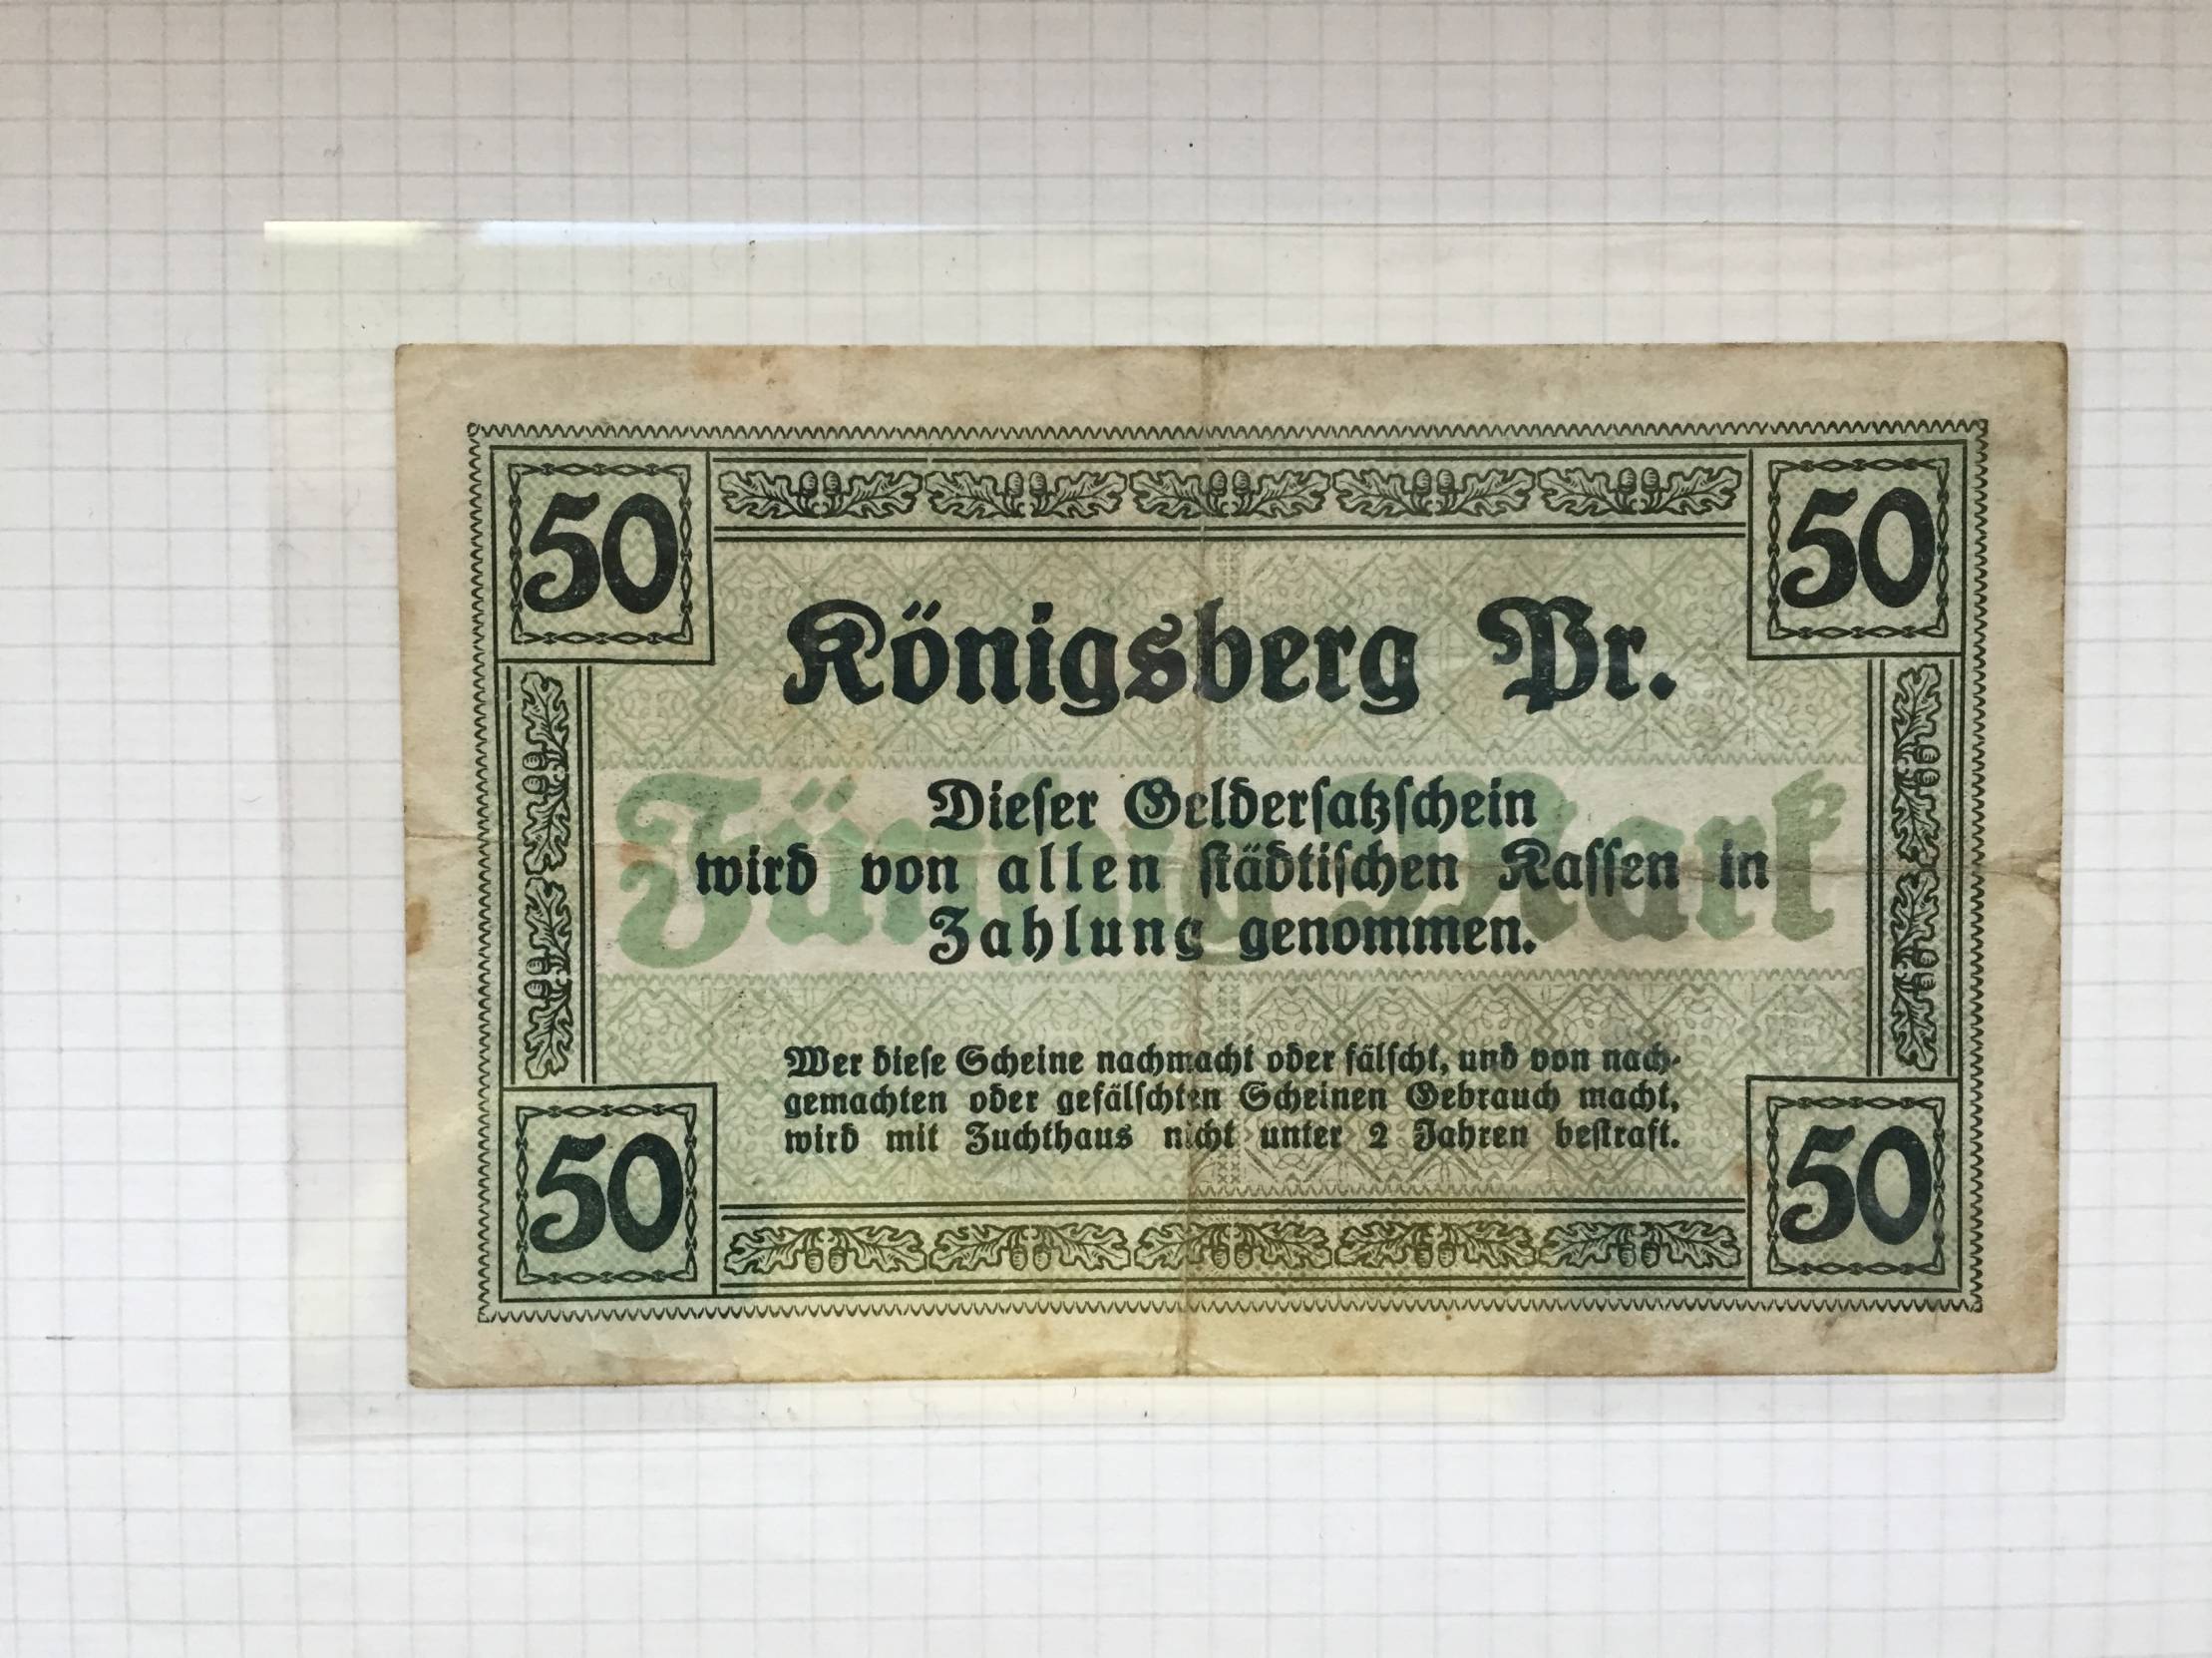 50 50
Königsberg Pr.
Fünfzig Mark
Dieser Geldersatzschein
wird von allen städtischen Kassen in
Zahlung genommen.
Wer diese Scheine nachmacht oder fälscht, und von nach-
gemachten oder gefälschten Scheinen Gebrauch macht,
wird mit Zuchthaus nicht unter 2 Jahren bestraft.
50 50